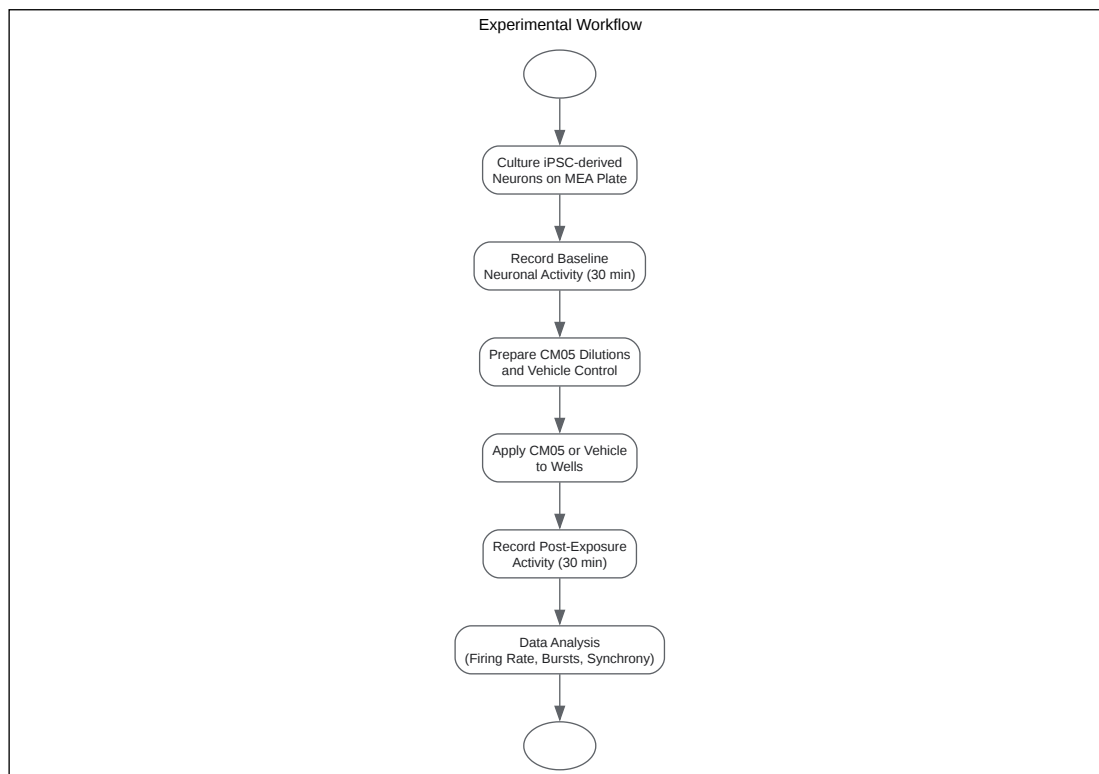 Experimental Workflow
Culture iPSC-derived
Neurons on MEA Plate
Record Baseline
Neuronal Activity (30 min)
Prepare CM05 Dilutions
and Vehicle Control
Apply CM05 or Vehicle
to Wells
Record Post-Exposure
Activity (30 min)
Data Analysis
(Firing Rate, Bursts, Synchrony)